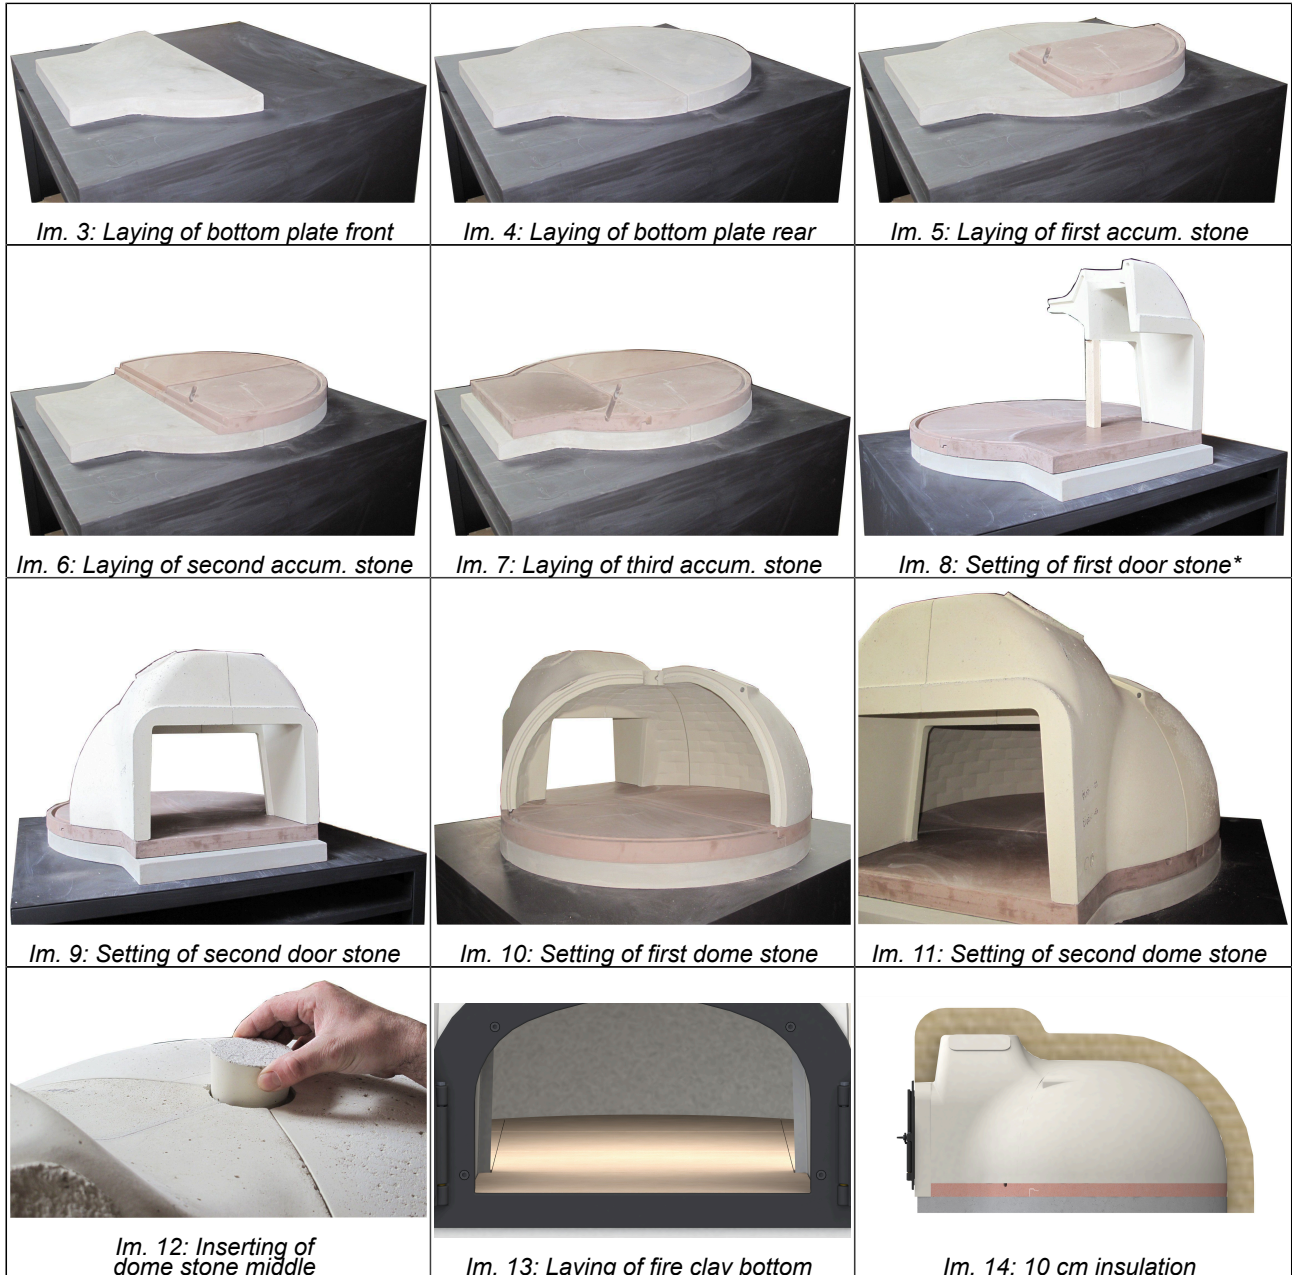 Im. 3: Laying of bottom plate front
Im. 4: Laying of bottom plate rear
Im. 5: Laying of first accum. stone
Im. 6: Laying of second accum. stone
Im. 7: Laying of third accum. stone
Im. 8: Setting of first door stone*
Im. 9: Setting of second door stone
Im. 10: Setting of first dome stone
Im. 11: Setting of second dome stone
Im. 12: Inserting of
dome stone middle
Im. 13: Laying of fire clay bottom
Im. 14: 10 cm insulation